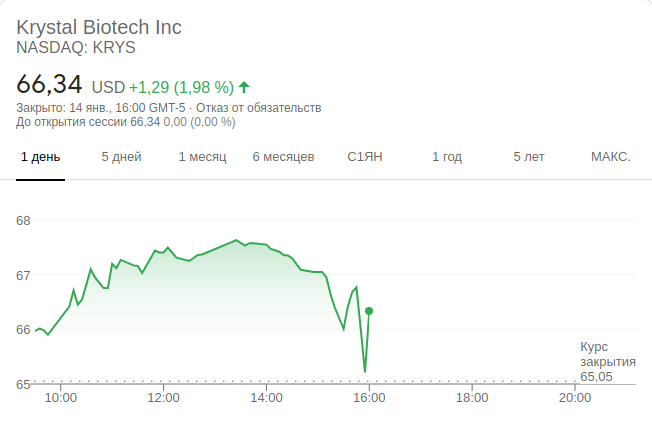 Krystal Biotech Inc
NASDAQ: KRYS
66,34 USD +1,29 (1,98 %)
Закрыто: 14 янв., 16:00 GMT-5 · Отказ от обязательств
До открытия сессии 66,34 0,00 (0,00 %)
1 день 5 дней 1 месяц 6 месяцев С1ЯН 1 год 5 лет МАКС.
68
67
66
Курс
закрытия
65,05
65
10:00 12:00 14:00 16:00 18:00 20:00